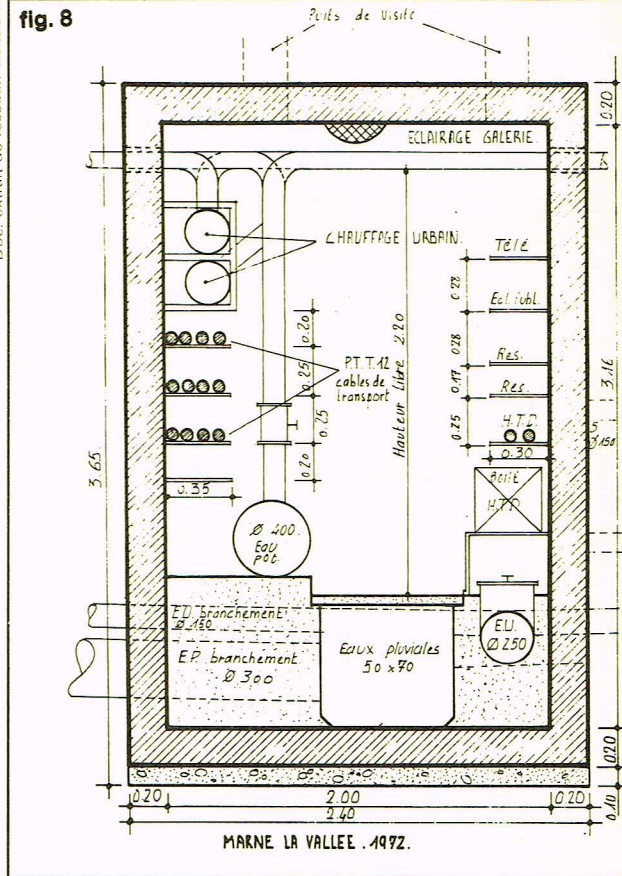 fig. 8
Puits de visite
ECLAIRAGE GALERIE.
0.20
CHAUFFAGE URBAIN.
Télé
0.28
Ecl. publ.
0.20
0.28
Rés.
P.T.T. 12
cables de
transport
0.25
0.17
Rés.
Hauteur libre 2.20
3.16
0.25
0.25
H.T.D.
0.20
0.30
Ø 150
3.65
0.35
BOITE
H.T.D
Ø 400.
Eau
pot.
E.U. branchement
Ø 150
E.P. branchement
Ø 300
Eaux pluviales
50 x 70
E.U.
Ø 250
0.20
0.20
2.00
0.20
0.10
2.40
MARNE LA VALLEE . 1972.